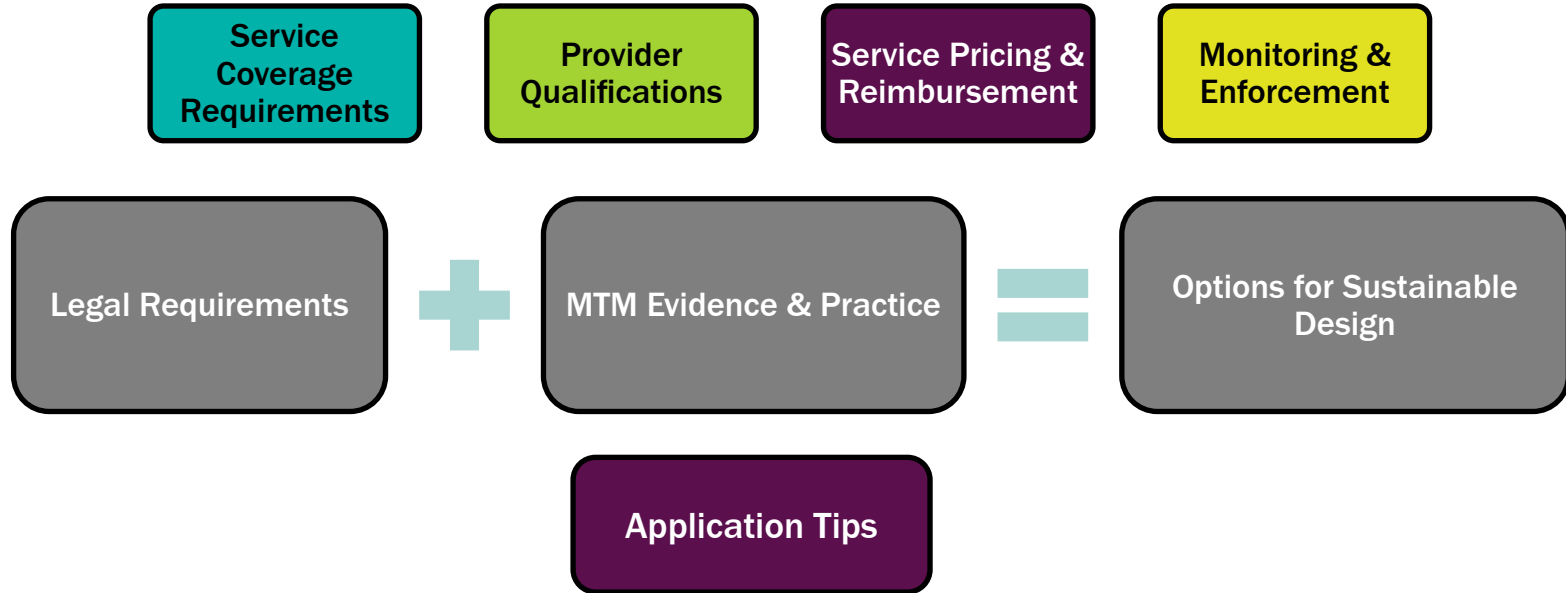 Service
Coverage
Requirements
Provider
Qualifications
Service Pricing &
Reimbursement
Monitoring &
Enforcement
Legal Requirements
MTM Evidence & Practice
Options for Sustainable
Design
Application Tips